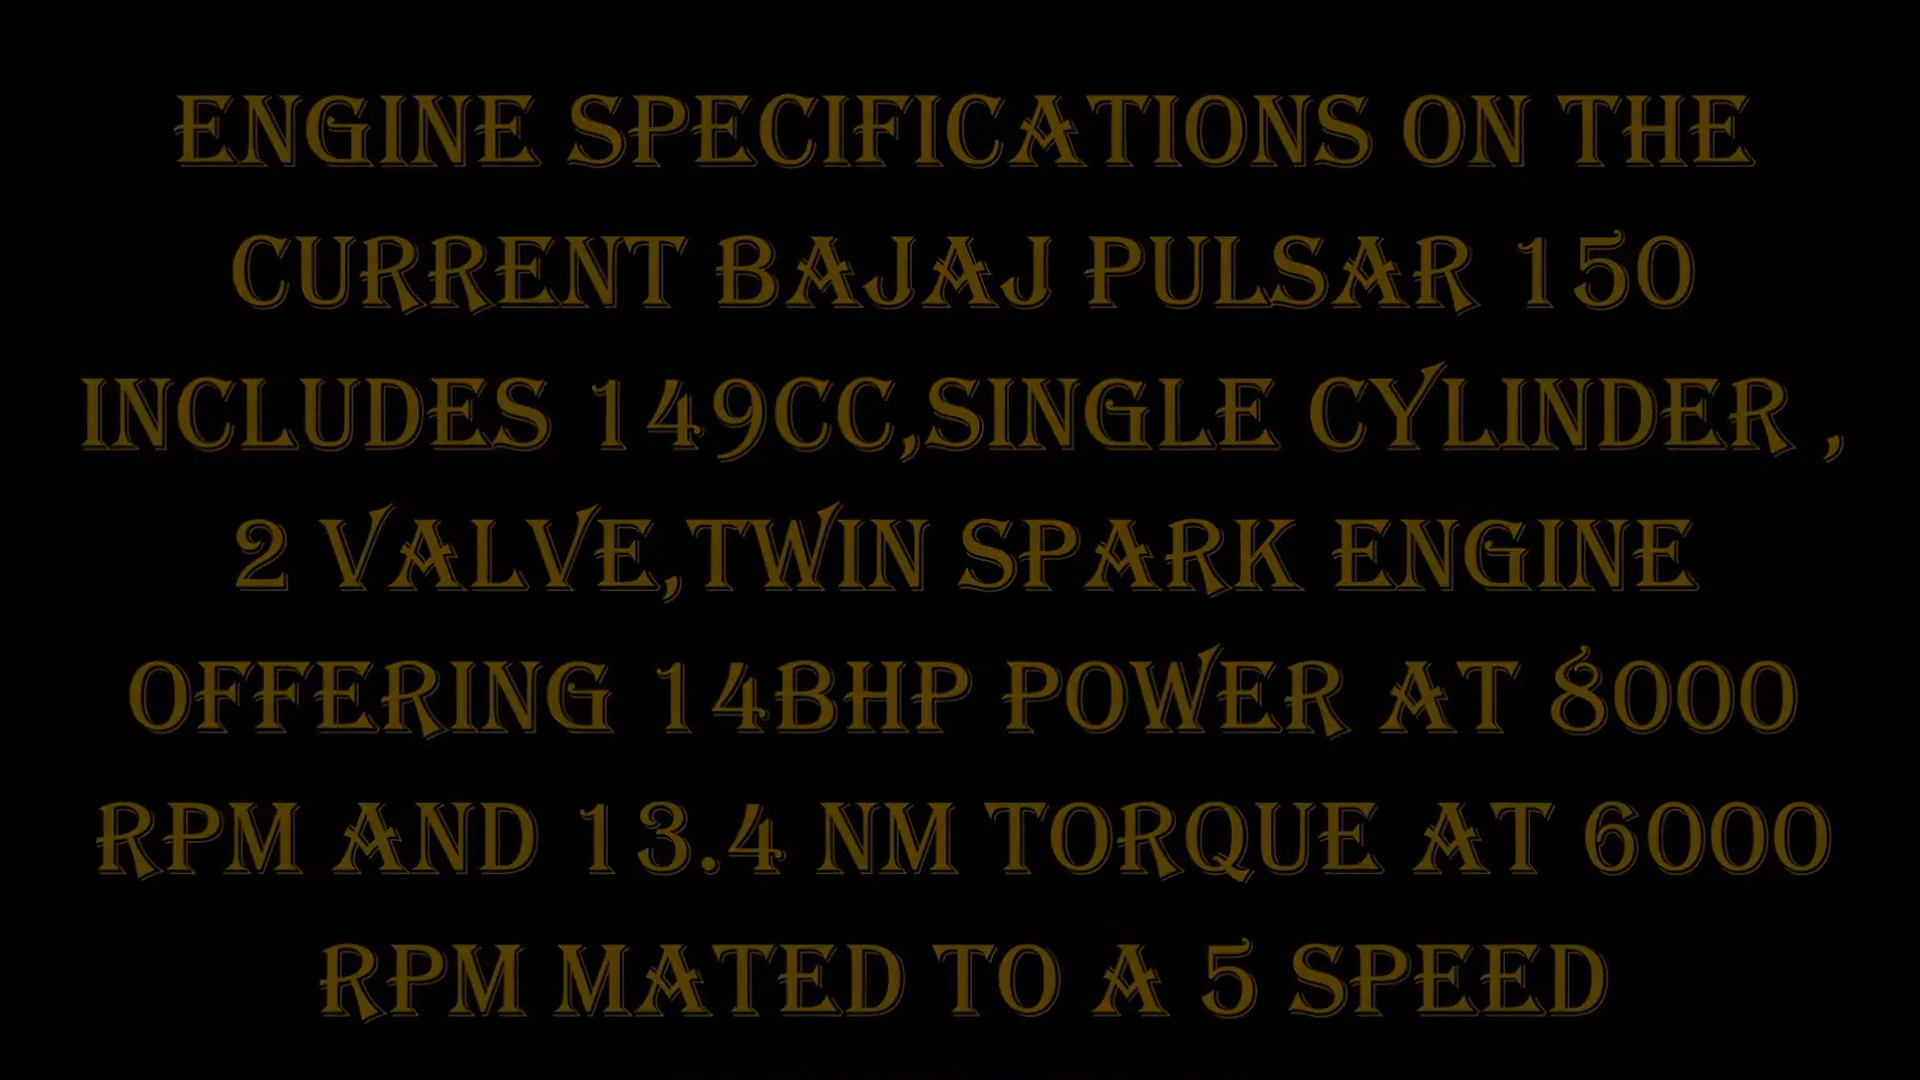 ENGINE SPECIFICATIONS ON THE
CURRENT BAJAJ PULSAR 150
INCLUDES 149CC,SINGLE CYLINDER ,
2 VALVE,TWIN SPARK ENGINE
OFFERING 14BHP POWER AT 8000
RPM AND 13.4 NM TORQUE AT 6000
RPM MATED TO A 5 SPEED